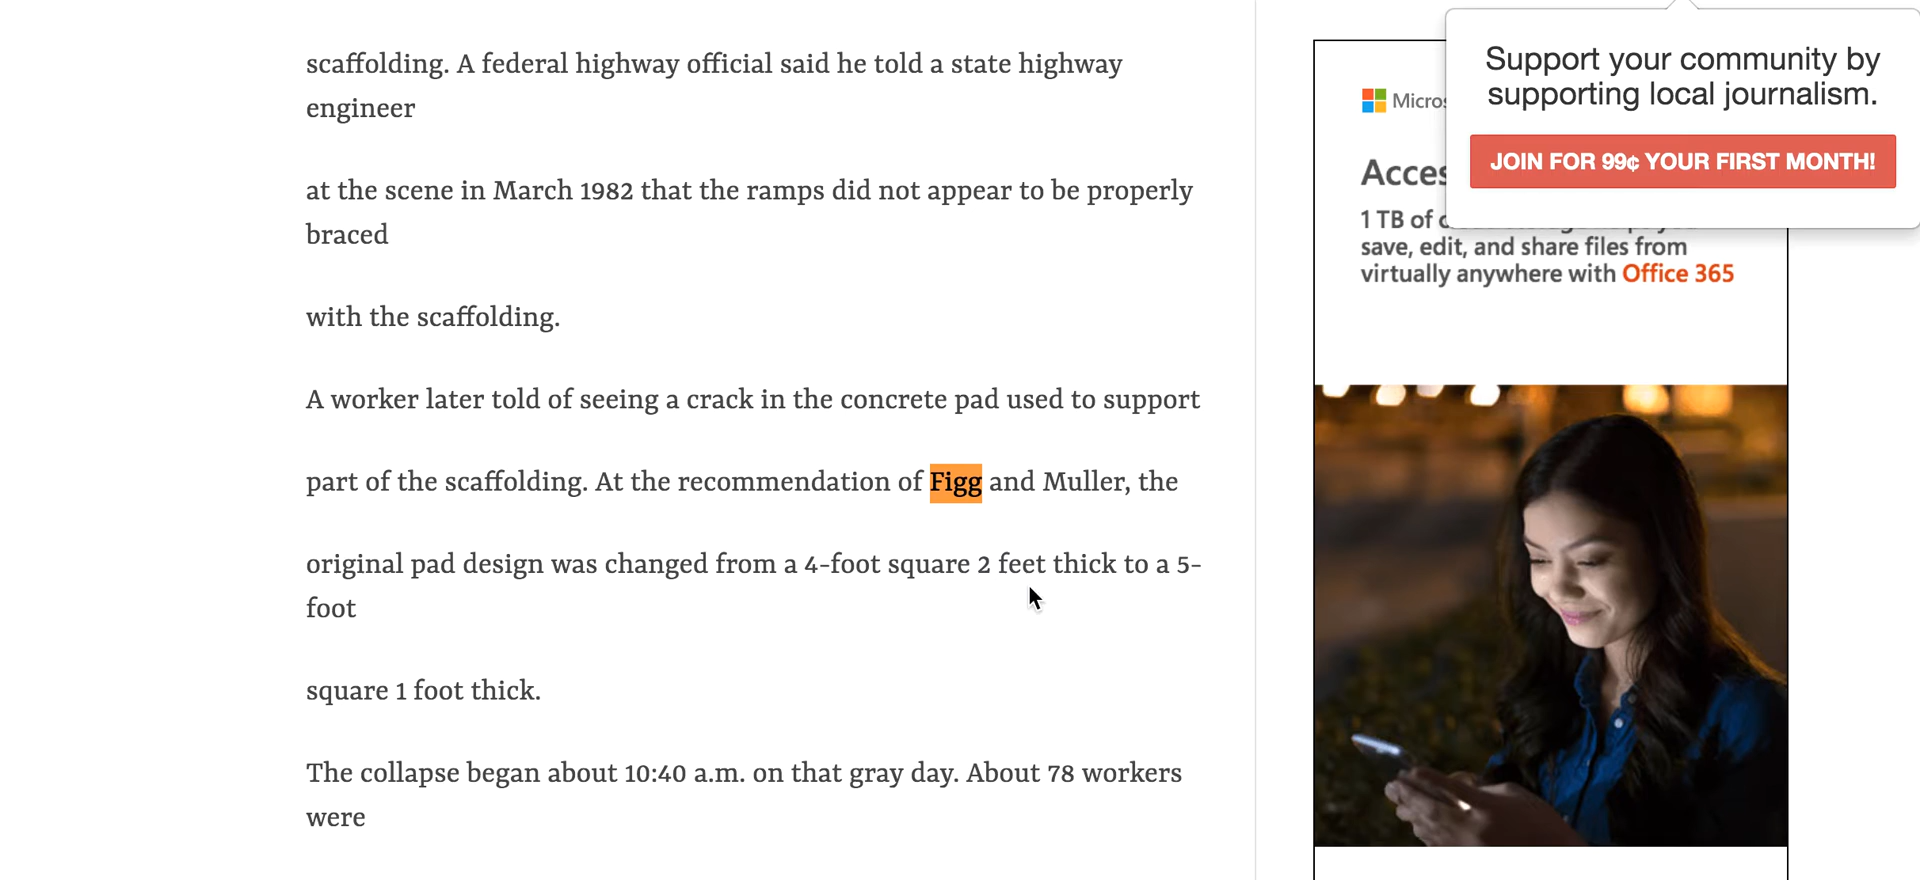 scaffolding. A federal highway official said he told a state highway
engineer
at the scene in March 1982 that the ramps did not appear to be properly
braced
with the scaffolding.
A worker later told of seeing a crack in the concrete pad used to support
part of the scaffolding. At the recommendation of Figg and Muller, the
original pad design was changed from a 4-foot square 2 feet thick to a 5-
foot
square 1 foot thick.
The collapse began about 10:40 a.m. on that gray day. About 78 workers
were
Support your community by
supporting local journalism.
JOIN FOR 99¢ YOUR FIRST MONTH!
Micros
Acces
1 TB of
save, edit, and share files from
virtually anywhere with Office 365